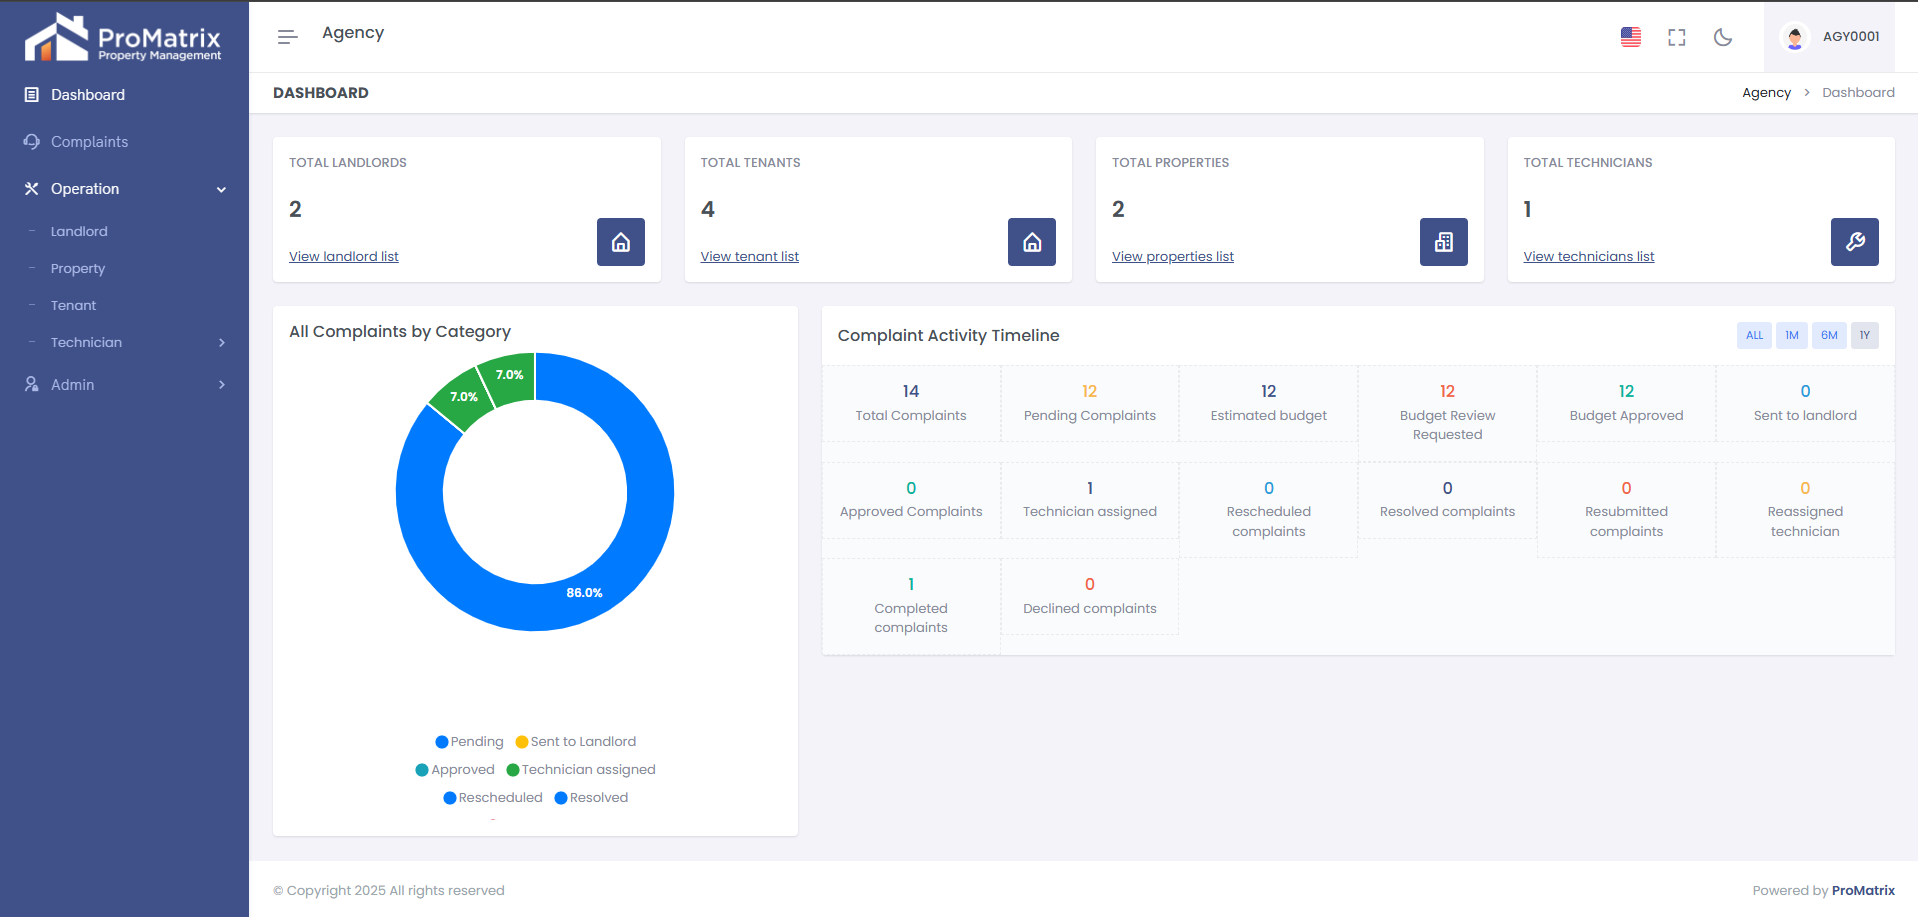 ProMatrix
Property Management
Dashboard
Complaints
Operation
Landlord
Property
Tenant
Technician
Admin
Agency
AGY0001
DASHBOARD
Agency > Dashboard
TOTAL LANDLORDS
2
View landlord list
TOTAL TENANTS
4
View tenant list
TOTAL PROPERTIES
2
View properties list
TOTAL TECHNICIANS
1
View technicians list
All Complaints by Category
7.0%
7.0%
86.0%
Pending Sent to Landlord
Approved Technician assigned
Rescheduled Resolved
Complaint Activity Timeline
ALL 1M 6M 1Y
14
Total Complaints
12
Pending Complaints
12
Estimated budget
12
Budget Review
Requested
12
Budget Approved
0
Sent to landlord
0
Approved Complaints
1
Technician assigned
0
Rescheduled
complaints
0
Resolved complaints
0
Resubmitted
complaints
0
Reassigned
technician
1
Completed
complaints
0
Declined complaints
© Copyright 2025 All rights reserved
Powered by ProMatrix